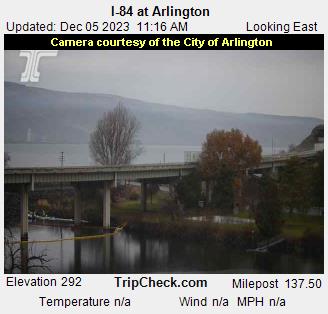 I-84 at Arlington
Updated: Dec 05 2023 11:16 AM Looking East
Camera courtesy of the City of Arlington
Elevation 292 TripCheck.com Milepost 137.50
Temperature n/a Wind n/a MPH n/a